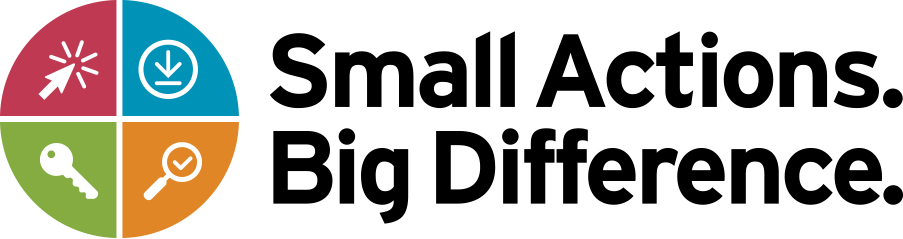 Small Actions.
Big Difference.